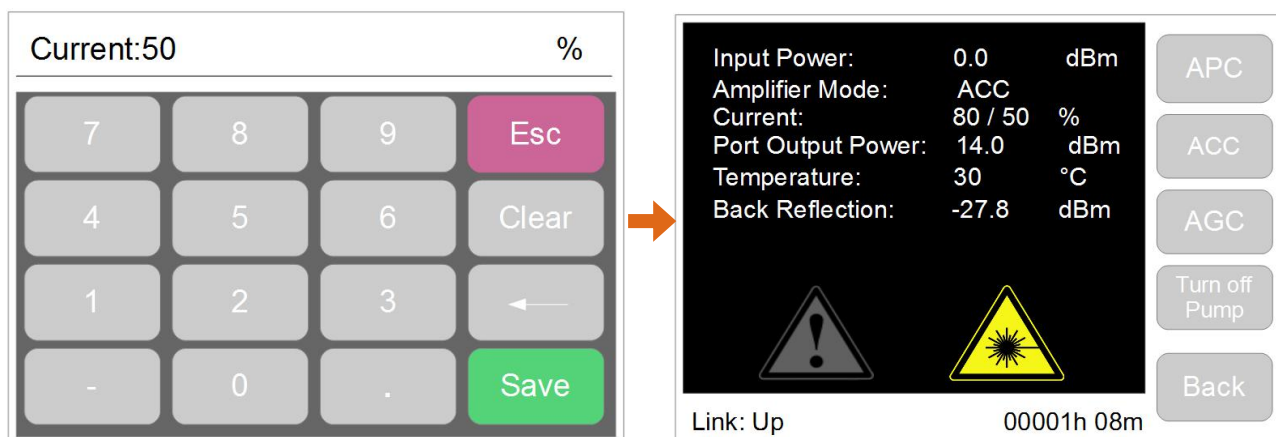 Current:50 %
7 8 9 Esc
4 5 6 Clear
1 2 3
- 0 . Save
Input Power: 0.0 dBm
Amplifier Mode: ACC
Current: 80 / 50 %
Port Output Power: 14.0 dBm
Temperature: 30 °C
Back Reflection: -27.8 dBm
Link: Up 00001h 08m
APC
ACC
AGC
Turn off
Pump
Back